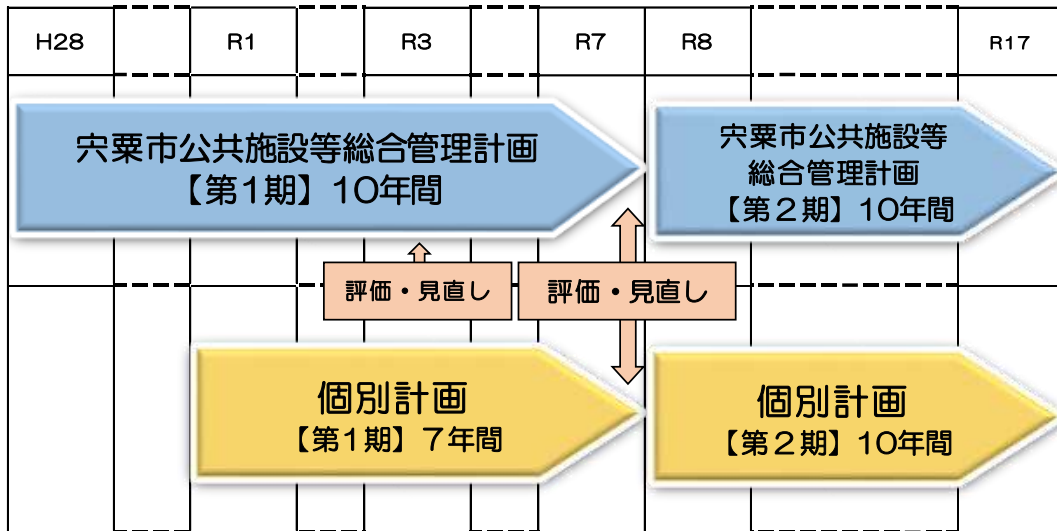 H28 R1 R3 R7 R8 R17
宍粟市公共施設等総合管理計画
【第１期】10年間
宍粟市公共施設等
総合管理計画
【第２期】10年間
評価・見直し
評価・見直し
個別計画
【第１期】７年間
個別計画
【第２期】10年間